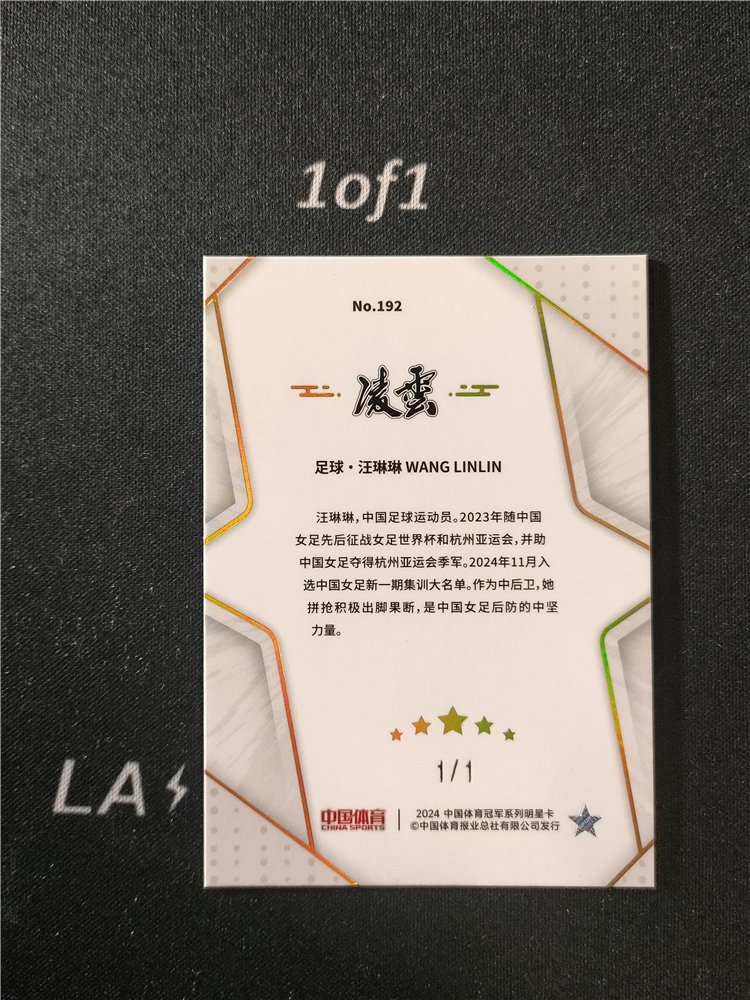 1of1
No.192
凌雲
足球·汪琳琳 WANG LINLIN
汪琳琳，中国足球运动员。2023年随中国
女足先后征战女足世界杯和杭州亚运会，并助
中国女足夺得杭州亚运会季军。2024年11月入
选中国女足新一期集训大名单。作为中后卫，她
拼抢积极出脚果断，是中国女足后防的中坚
力量。
1/1
LA
中国体育
CHINA SPORTS
2024 中国体育冠军系列明星卡
©中国体育报业总社有限公司发行